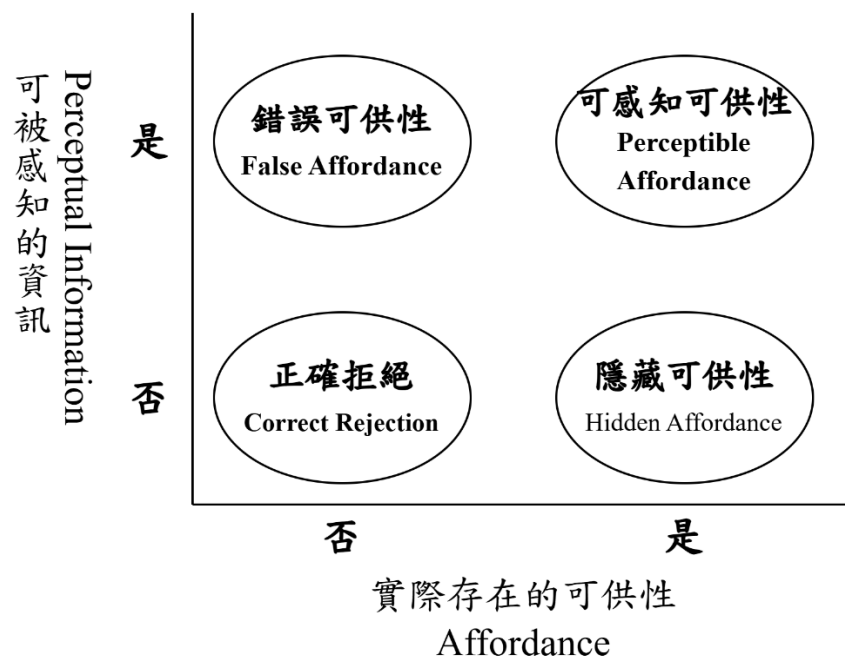 可被感知的資訊
Perceptual Information
是
錯誤可供性
False Affordance
可感知可供性
Perceptible
Affordance
否
正確拒絕
Correct Rejection
隱藏可供性
Hidden Affordance
否
是
實際存在的可供性
Affordance